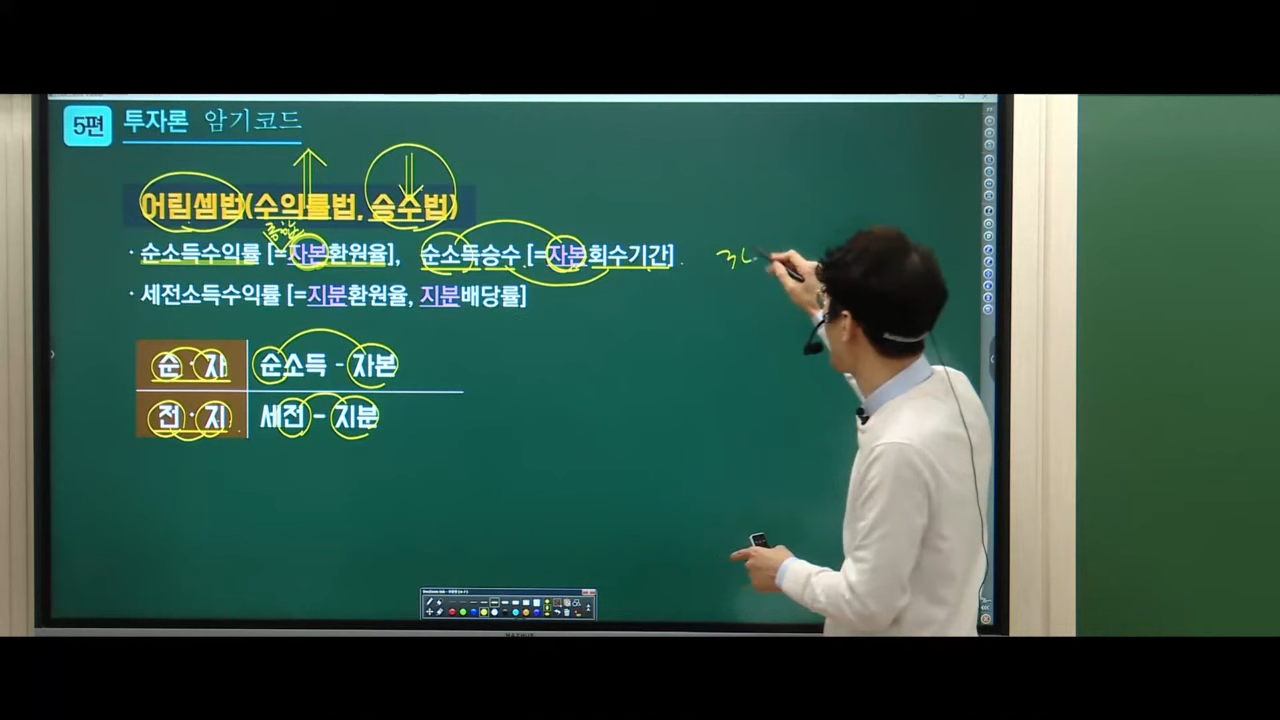 5편 투자론 암기코드
어림셈법(수익률법, 승수법)
종합
· 순소득수익률 [=자본환원율], 순소득승수 [=자본회수기간]
· 세전소득수익률 [=지분환원율, 지분배당률]
순·자 순소득 - 자본
전·지 세전 - 지분